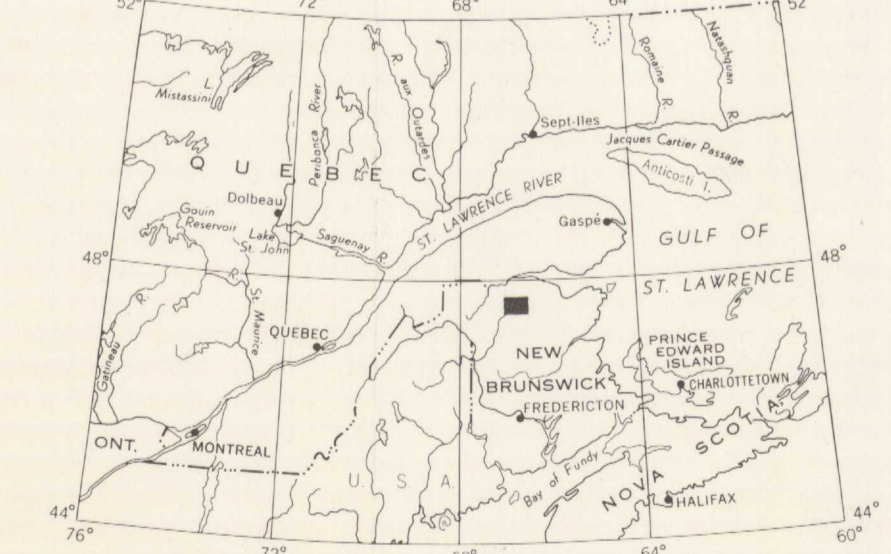 52°
72°
68°
64
52
L.
Mistassini
Peribonca River
R. aux Outardes
Romaine R.
Natashquan R.
Sept-Iles
Jacques Cartier Passage
Anticosti I.
QUEBEC
Dolbeau
Gouin
Reservoir
Lake
St. John
Saguenay R.
ST. LAWRENCE RIVER
Gaspé
GULF OF
ST. LAWRENCE
48°
48°
R.
St. Maurice
Gatineau R.
QUEBEC
NEW
BRUNSWICK
PRINCE
EDWARD
ISLAND
CHARLOTTETOWN
FREDERICTON
ONT.
MONTREAL
U. S. A.
Bay of Fundy
NOVA SCOTIA
HALIFAX
44°
44°
76°
72°
68°
64°
60°